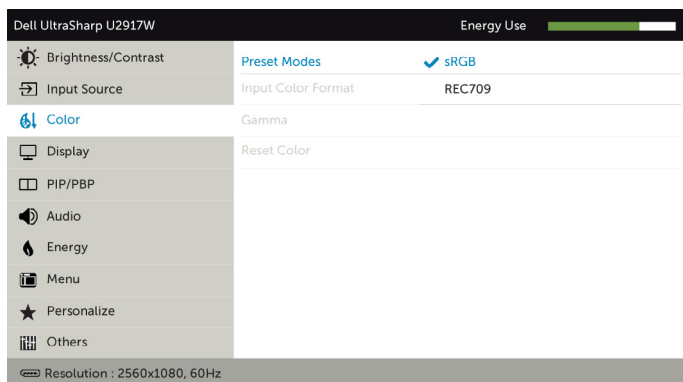 Dell UltraSharp U2917W
Energy Use
Brightness/Contrast
Input Source
Color
Display
PIP/PBP
Audio
Energy
Menu
Personalize
Others
Preset Modes
sRGB
Input Color Format
REC709
Gamma
Reset Color
Resolution : 2560x1080, 60Hz